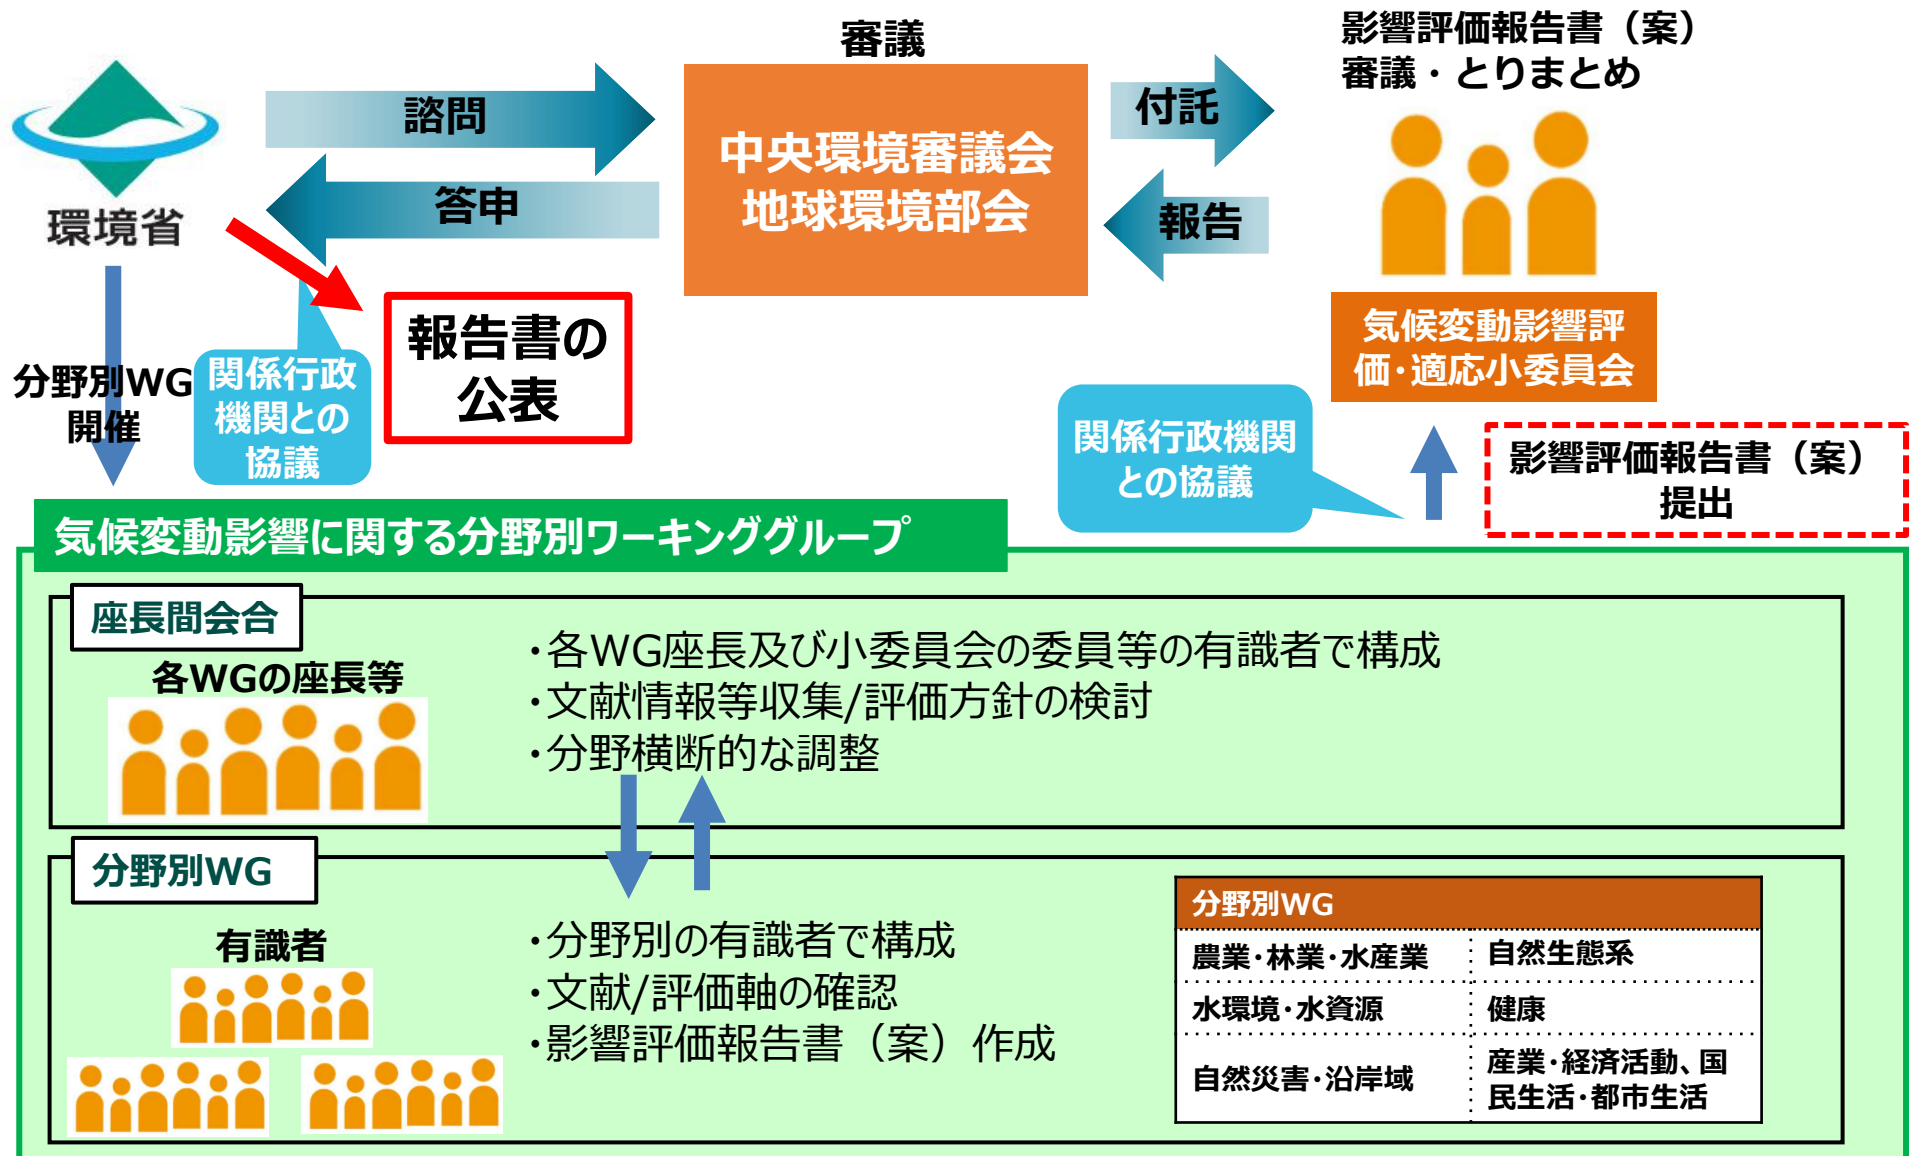 審議
影響評価報告書（案）
審議・とりまとめ
諮問
付託
中央環境審議会
地球環境部会
答申
報告
環境省
報告書の
公表
気候変動影響評
価・適応小委員会
分野別WG
開催
関係行政
機関との
協議
関係行政機関
との協議
影響評価報告書（案）
提出
気候変動影響に関する分野別ワーキンググループ
座長間会合
各WGの座長等
・各WG座長及び小委員会の委員等の有識者で構成
・文献情報等収集/評価方針の検討
・分野横断的な調整
分野別WG
有識者
・分野別の有識者で構成
・文献/評価軸の確認
・影響評価報告書（案）作成
分野別WG
農業・林業・水産業
自然生態系
水環境・水資源
健康
自然災害・沿岸域
産業・経済活動、国
民生活・都市生活